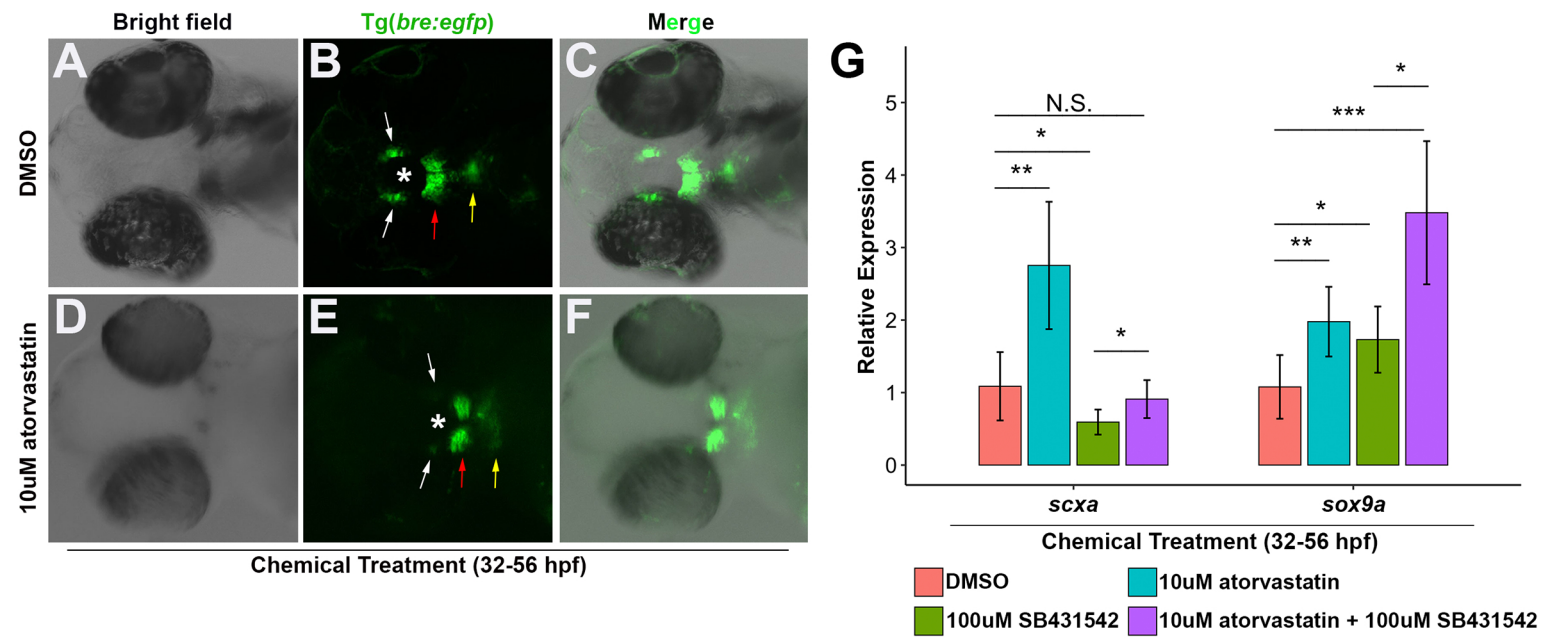 Bright field
Tg(bre:egfp)
Merge
DMSO
A
B
*
C
10uM atorvastatin
D
E
*
F
Chemical Treatment (32-56 hpf)
G
Relative Expression
5
4
3
2
1
0
N.S.
*
**
*
*
***
*
**
scxa
sox9a
Chemical Treatment (32-56 hpf)
DMSO
10uM atorvastatin
100uM SB431542
10uM atorvastatin + 100uM SB431542